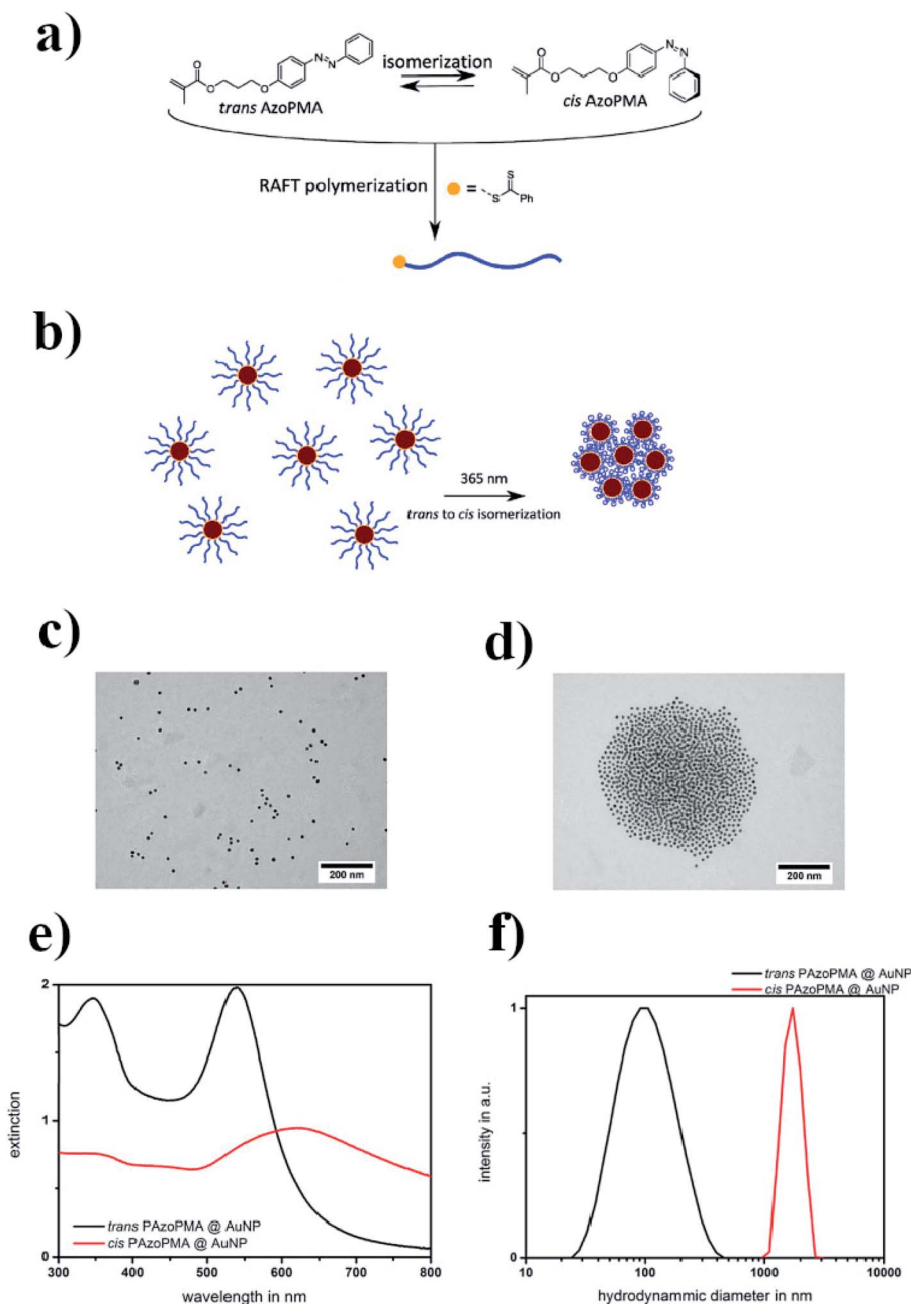 a)
O
O
O
N
N
trans AzoPMA
isomerization
O
O
O
N
N
cis AzoPMA
RAFT polymerization
=
S
S
Ph
b)
365 nm
trans to cis isomerization
c)
200 nm
d)
200 nm
e)
2
1
0
extinction
trans PAzoPMA @ AuNP
cis PAzoPMA @ AuNP
300 400 500 600 700 800
wavelength in nm
f)
trans PAzoPMA @ AuNP
cis PAzoPMA @ AuNP
1
0
intensity in a.u.
10 100 1000 10000
hydrodynammic diameter in nm